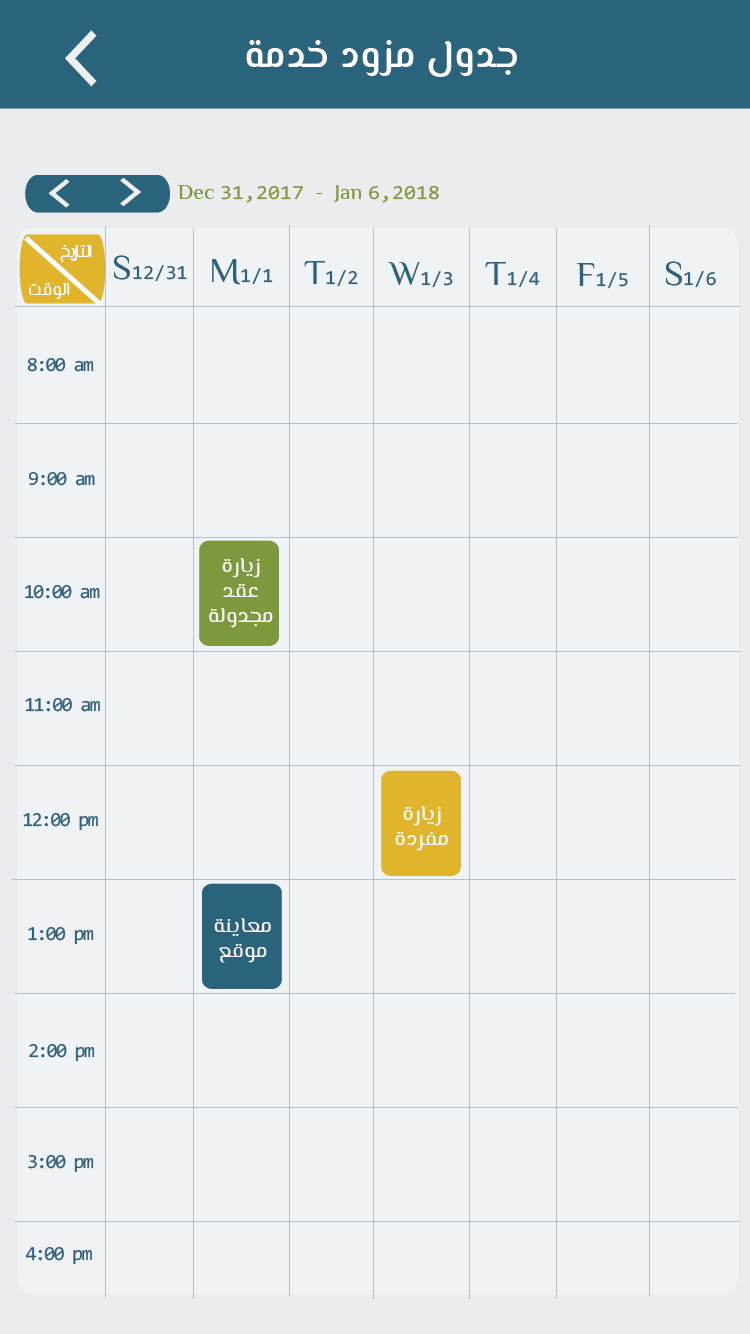 جدول مزود خدمة
Dec 31,2017 - Jan 6,2018
التاريخ
الوقت
S12/31 M1/1 T1/2 W1/3 T1/4 F1/5 S1/6
8:00 am
9:00 am
10:00 am
زيارة
عقد
مجدولة
11:00 am
12:00 pm
زيارة
مفردة
1:00 pm
معاينة
موقع
2:00 pm
3:00 pm
4:00 pm